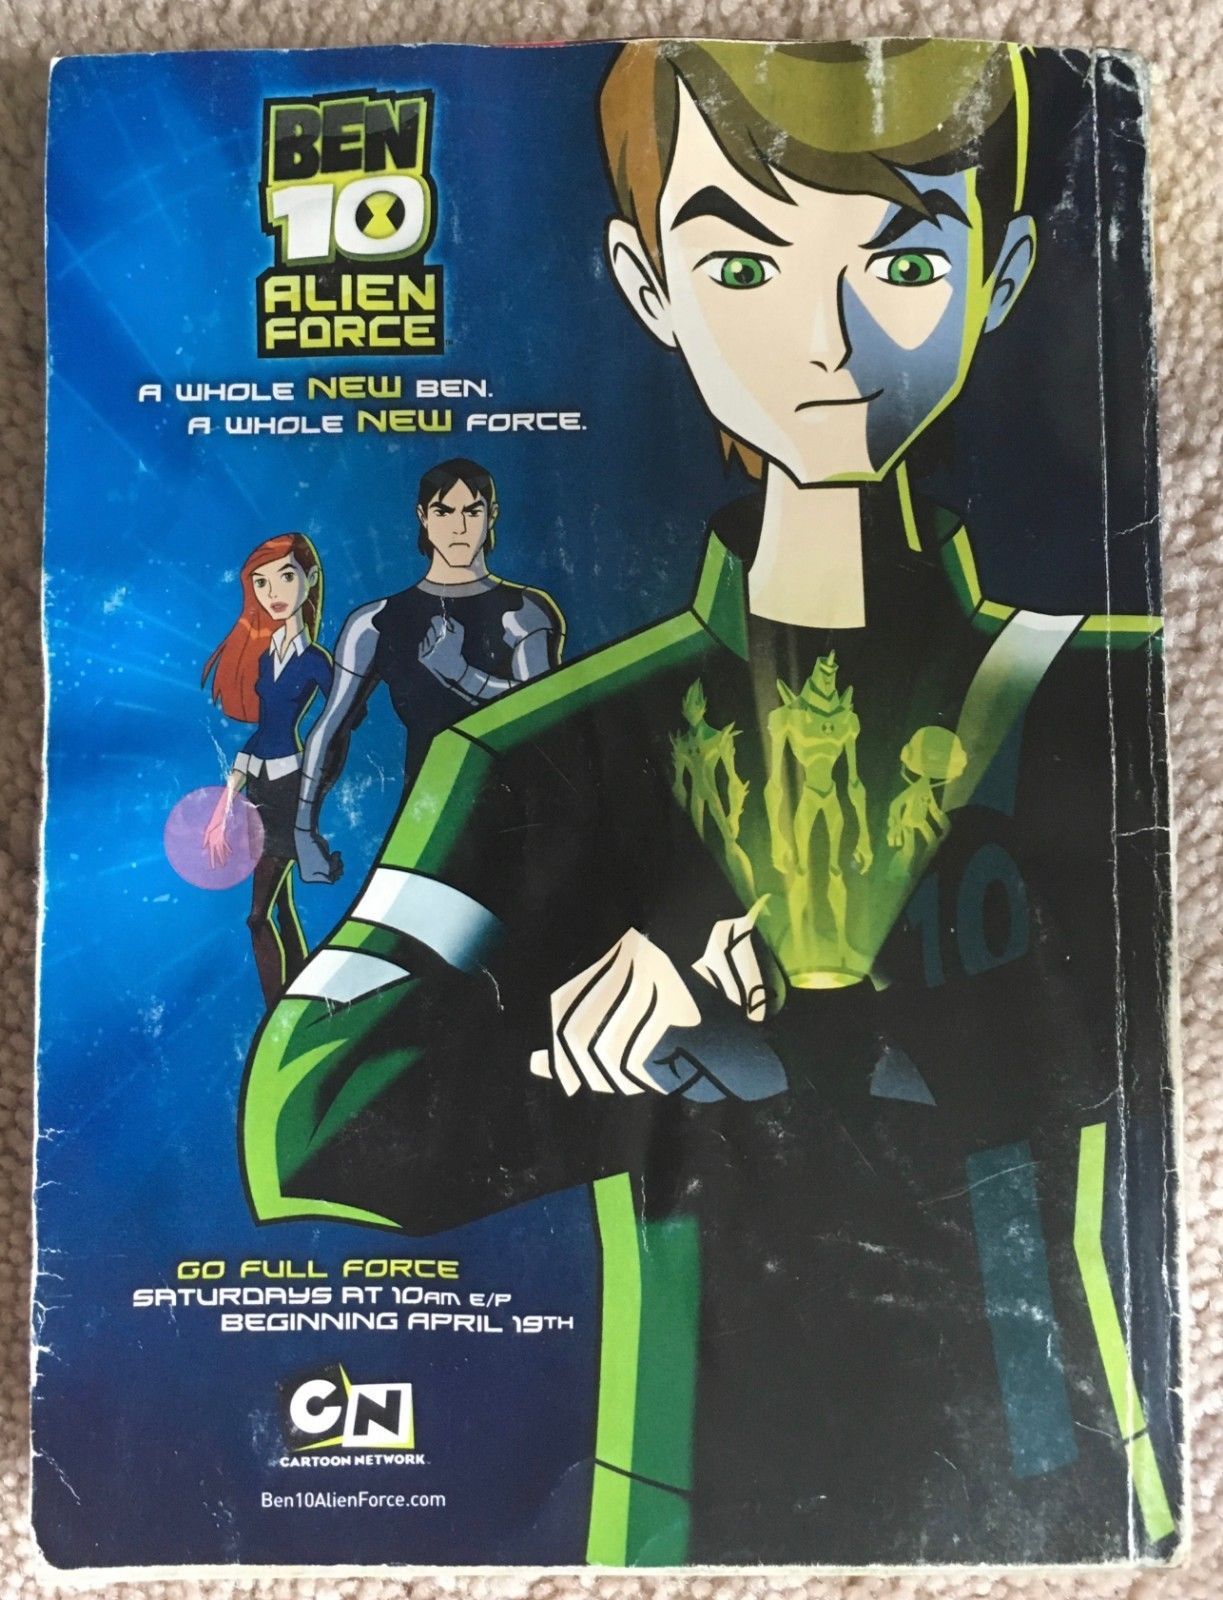 BEN
10
ALIEN
FORCE™
A WHOLE NEW BEN.
A WHOLE NEW FORCE.
10
GO FULL FORCE
SATURDAYS AT 10AM E/P
BEGINNING APRIL 19TH
CN
CARTOON NETWORK
Ben10AlienForce.com